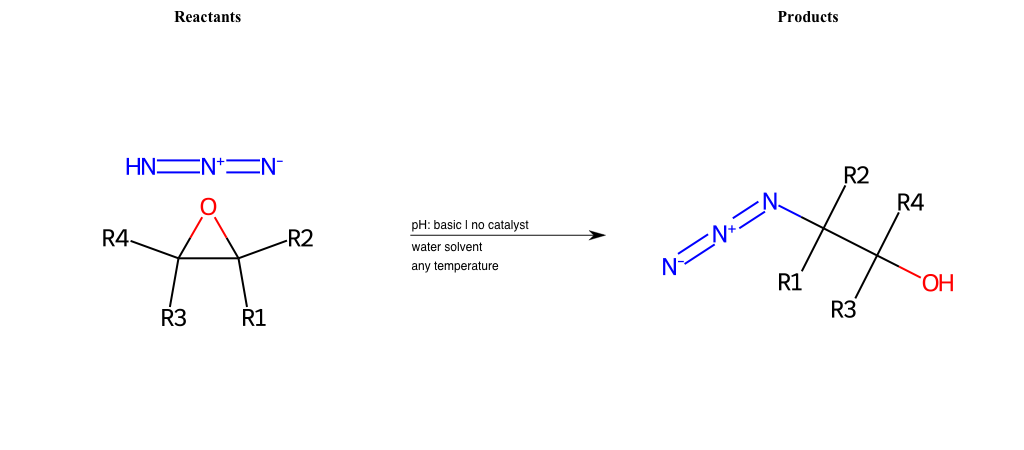 Reactants
Products
HN N+ N-
O
R4
R2
R3
R1
pH: basic | no catalyst
water solvent
any temperature
R2
N
R4
N+
N-
R1
OH
R3